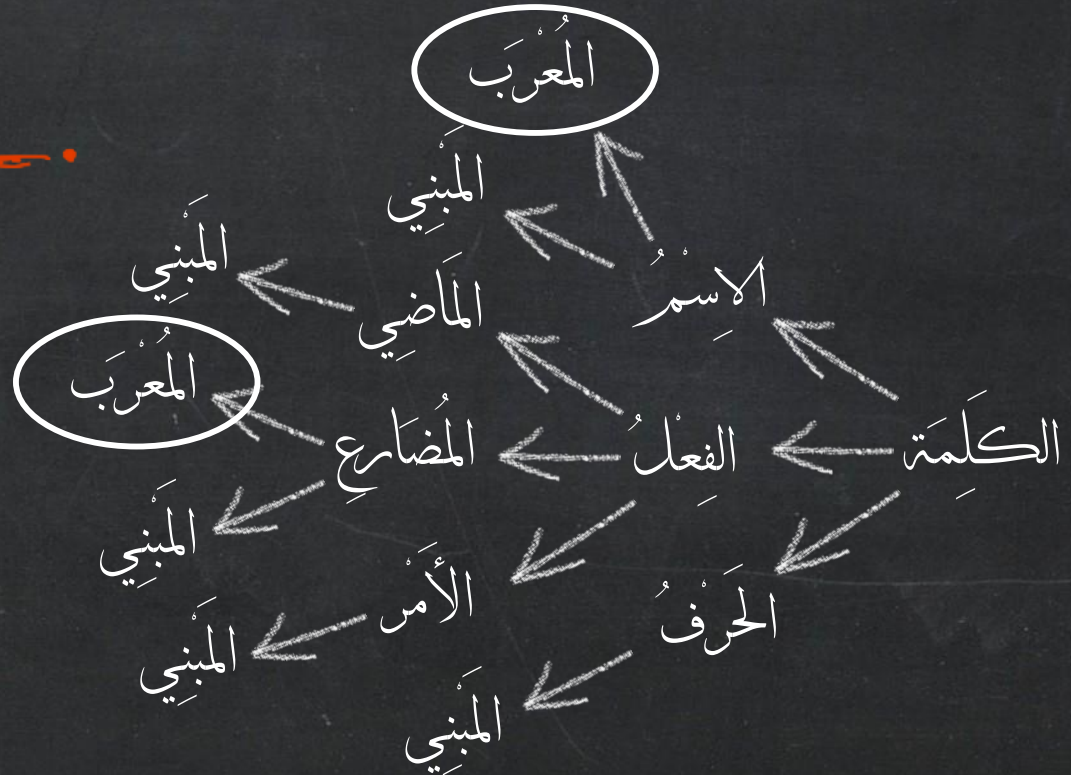 المُعْرَب
المَبْنِي
المَبْنِي
الاِسْمُ
المَاضِي
المُعْرَب
الكَلِمَة
الفِعْلُ
المُضَارِع
المَبْنِي
الأَمْر
الحَرْفُ
المَبْنِي
المَبْنِي